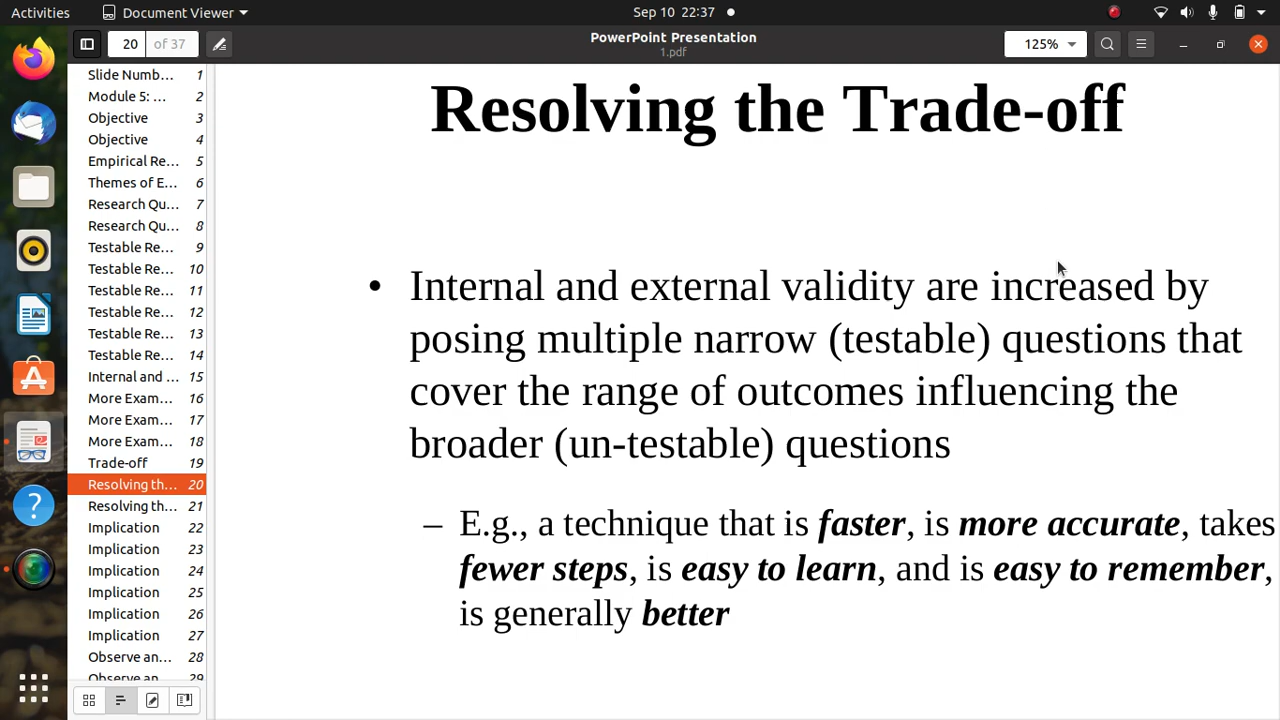 Activities
Document Viewer
Sep 10 22:37
20 of 37
PowerPoint Presentation
1.pdf
125%
Slide Numb... 1
Module 5: ... 2
Objective 3
Objective 4
Empirical Re... 5
Themes of E... 6
Research Qu... 7
Research Qu... 8
Testable Re... 9
Testable Re... 10
Testable Re... 11
Testable Re... 12
Testable Re... 13
Testable Re... 14
Internal and ... 15
More Exam... 16
More Exam... 17
More Exam... 18
Trade-off 19
Resolving th... 20
Resolving th... 21
Implication 22
Implication 23
Implication 24
Implication 25
Implication 26
Implication 27
Observe an... 28
Observe an... 29
Resolving the Trade-off
• Internal and external validity are increased by
posing multiple narrow (testable) questions that
cover the range of outcomes influencing the
broader (un-testable) questions
– E.g., a technique that is faster, is more accurate, takes
fewer steps, is easy to learn, and is easy to remember,
is generally better